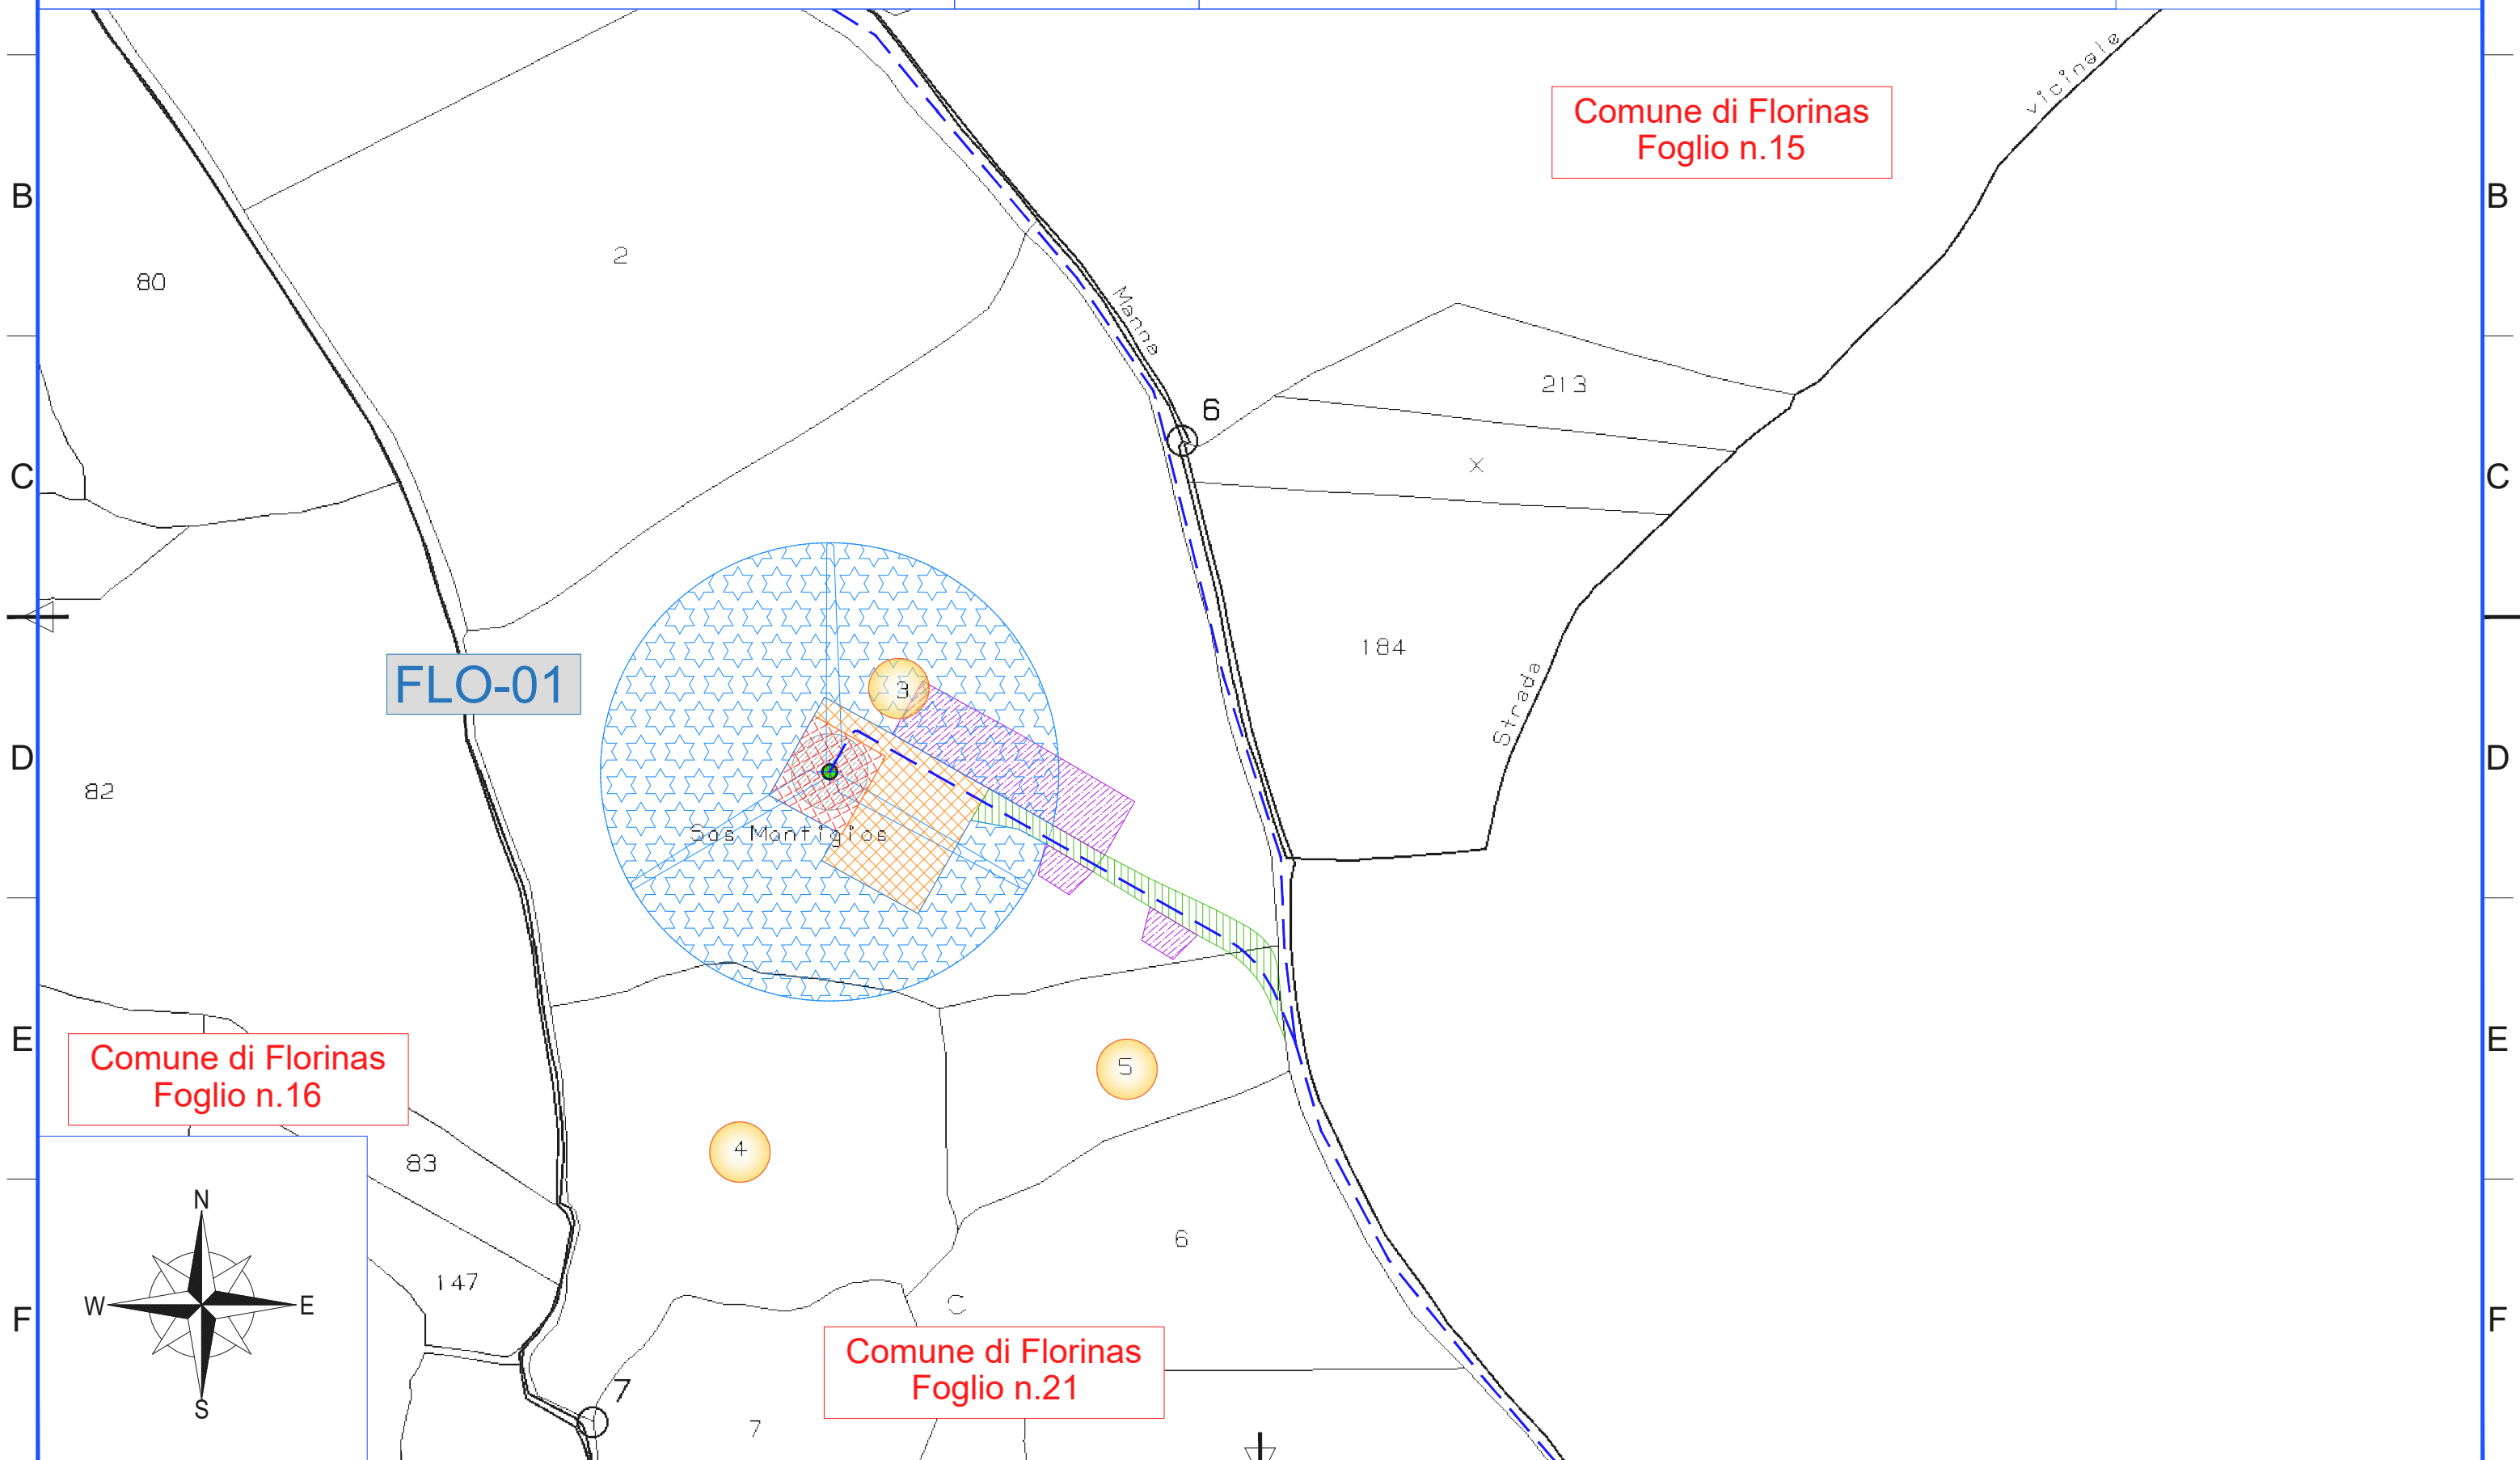 vicinale
Comune di Florinas
Foglio n.15
B
B
2
80
Manna
6
213
C
X
C
184
FLO-01
3
Strada
D
D
82
Sas Montigios
E
E
Comune di Florinas
Foglio n.16
5
4
83
N
6
147
W
E
C
F
F
Comune di Florinas
Foglio n.21
7
S
7